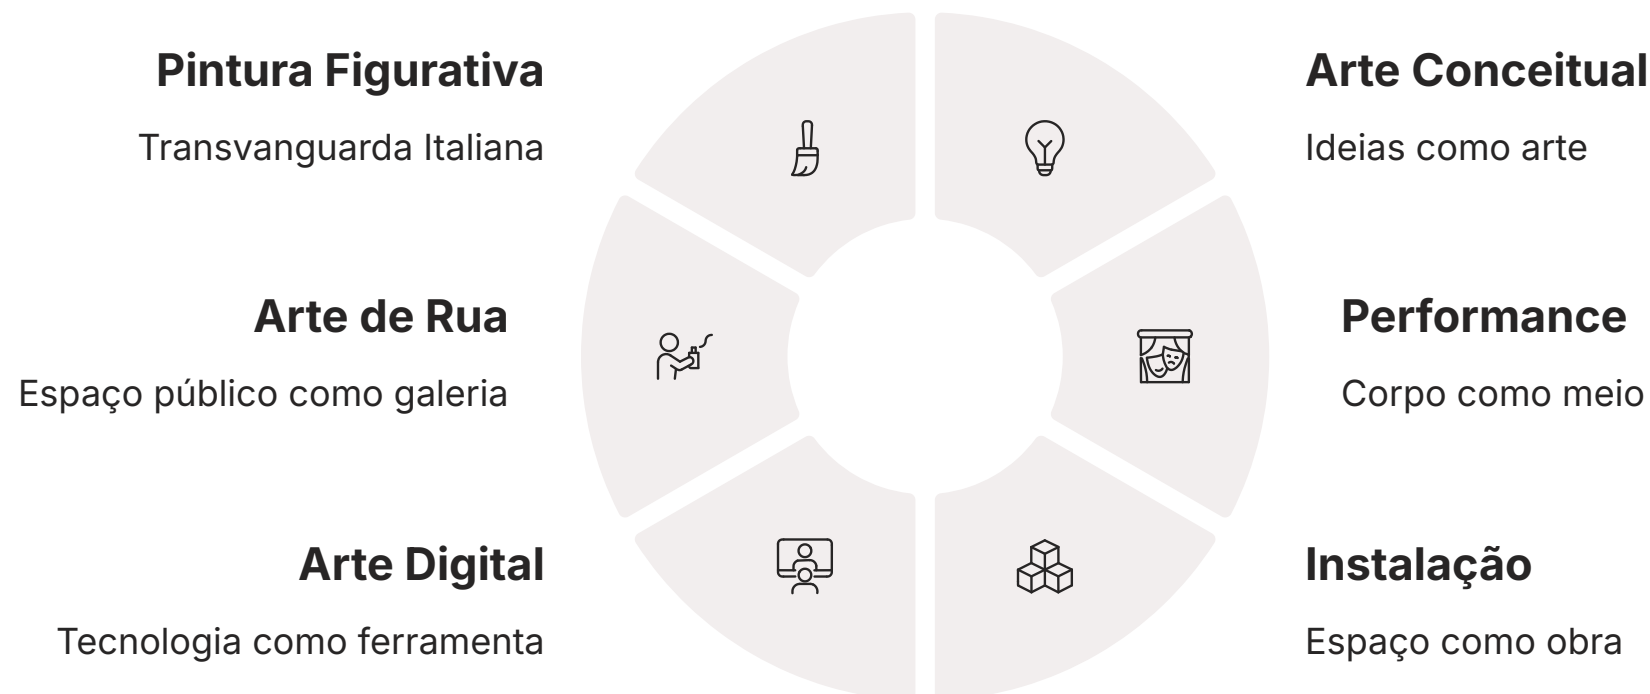 Pintura Figurativa
Transvanguarda Italiana
Arte Conceitual
Ideias como arte
Arte de Rua
Espaço público como galeria
Performance
Corpo como meio
Arte Digital
Tecnologia como ferramenta
Instalação
Espaço como obra